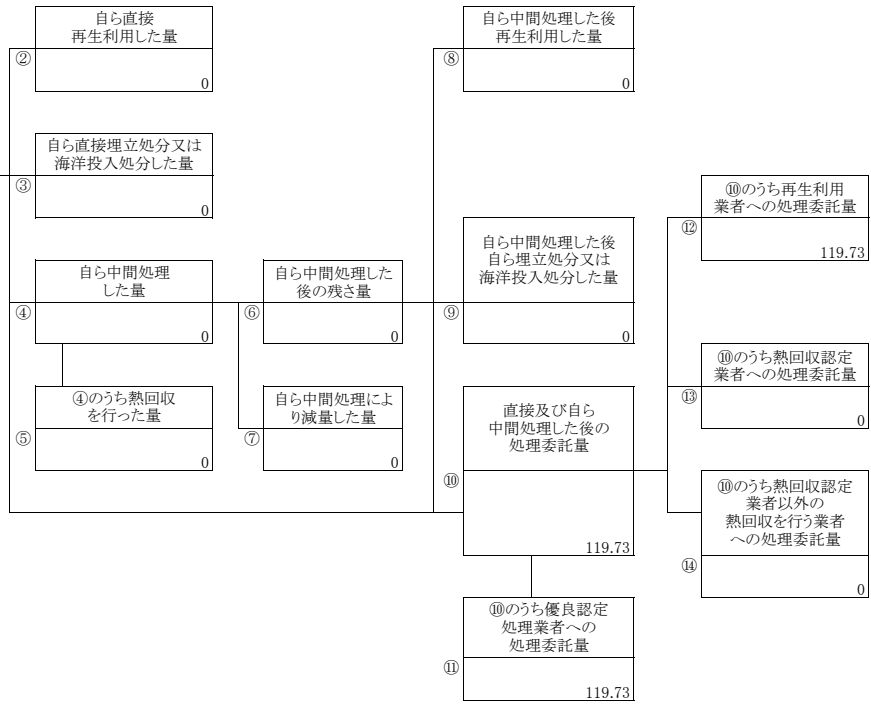 自ら直接
再生利用した量
②
0
自ら直接埋立処分又は
海洋投入処分した量
③
0
自ら中間処理
した量
④
0
④のうち熱回収
を行った量
⑤
0
自ら中間処理した
後の残さ量
⑥
0
自ら中間処理によ
り減量した量
⑦
0
自ら中間処理した後
再生利用した量
⑧
0
自ら中間処理した後
自ら埋立処分又は
海洋投入処分した量
⑨
0
直接及び自ら
中間処理した後の
処理委託量
⑩
119.73
⑩のうち優良認定
処理業者への
処理委託量
⑪
119.73
⑩のうち再生利用
業者への処理委託量
⑫
119.73
⑩のうち熱回収認定
業者への処理委託量
⑬
0
⑩のうち熱回収認定
業者以外の
熱回収を行う業者
への処理委託量
⑭
0